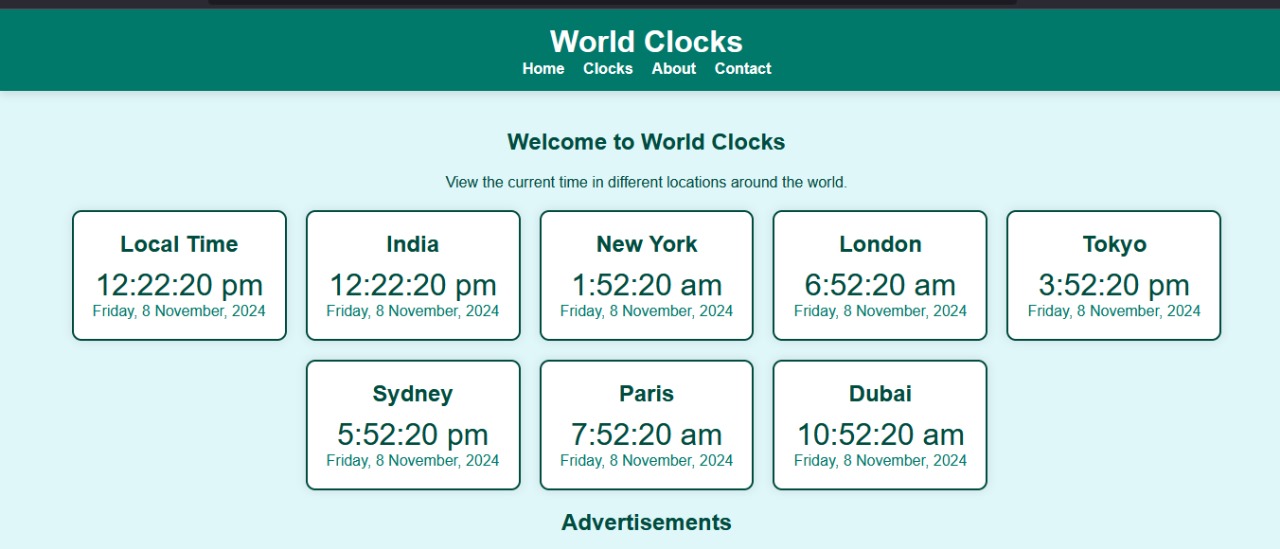 World Clocks
Home Clocks About Contact
Welcome to World Clocks
View the current time in different locations around the world.
Local Time
12:22:20 pm
Friday, 8 November, 2024
India
12:22:20 pm
Friday, 8 November, 2024
New York
1:52:20 am
Friday, 8 November, 2024
London
6:52:20 am
Friday, 8 November, 2024
Tokyo
3:52:20 pm
Friday, 8 November, 2024
Sydney
5:52:20 pm
Friday, 8 November, 2024
Paris
7:52:20 am
Friday, 8 November, 2024
Dubai
10:52:20 am
Friday, 8 November, 2024
Advertisements